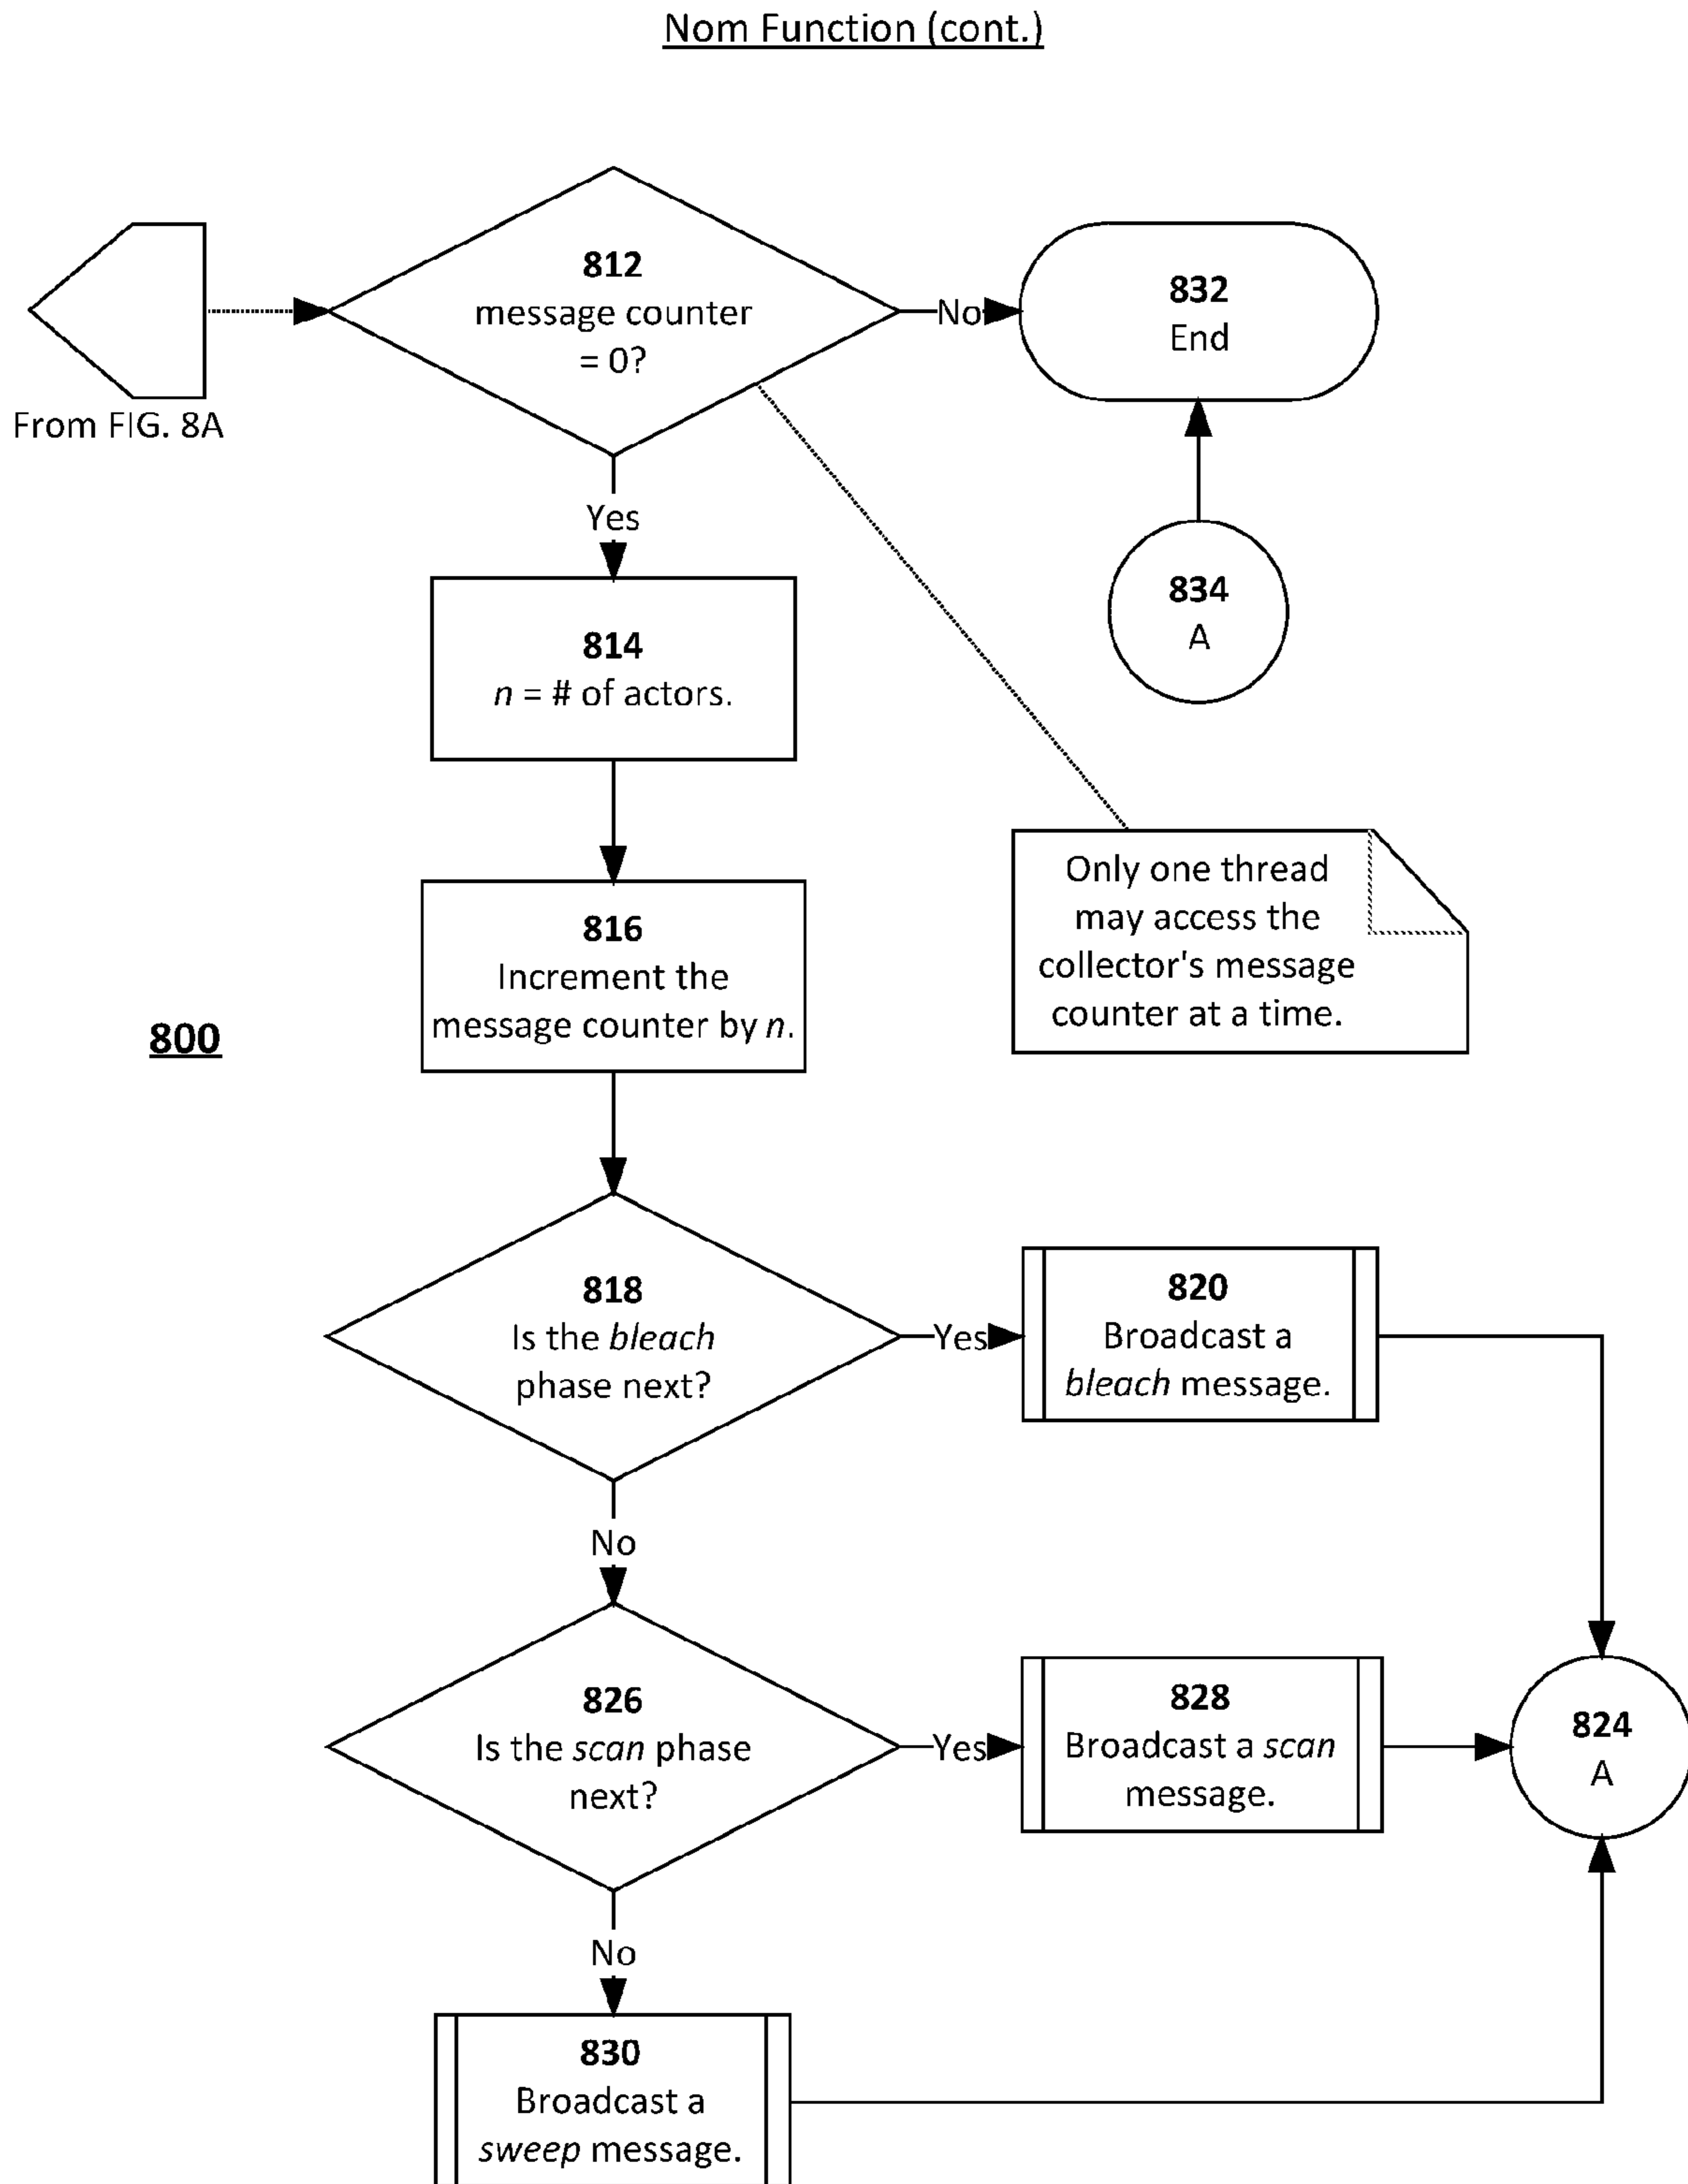 Nom Function (cont.)
812
message counter
= 0?
No
832
End
From FIG. 8A
Yes
834
A
814
n = # of actors.
Only one thread
may access the
collector's message
counter at a time.
816
Increment the
message counter by n.
800
818
Is the bleach
phase next?
Yes
820
Broadcast a
bleach message.
No
826
Is the scan phase
next?
Yes
828
Broadcast a scan
message.
824
A
No
830
Broadcast a
sweep message.